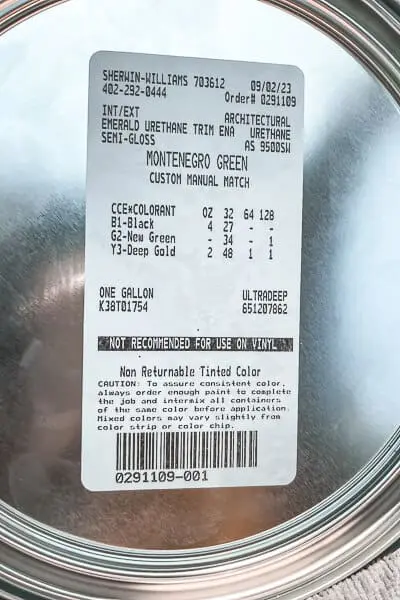 SHERWIN-WILLIAMS 703612 09/02/23
402-292-0444 Order# 0291109
INT/EXT ARCHITECTURAL
EMERALD URETHANE TRIM ENA URETHANE
SEMI-GLOSS AS 9500SW
MONTENEGRO GREEN
CUSTOM MANUAL MATCH
CCE*COLORANT OZ 32 64 128
B1-Black 4 27 - -
G2-New Green - 34 - 1
Y3-Deep Gold 2 48 1 1
ONE GALLON ULTRADEEP
K38T01754 651207862
NOT RECOMMENDED FOR USE ON VINYL
Non Returnable Tinted Color
CAUTION: To assure consistent color,
always order enough paint to complete
the job and intermix all containers
of the same color before application.
Mixed colors may vary slightly from
color strip or color chip.
0291109-001